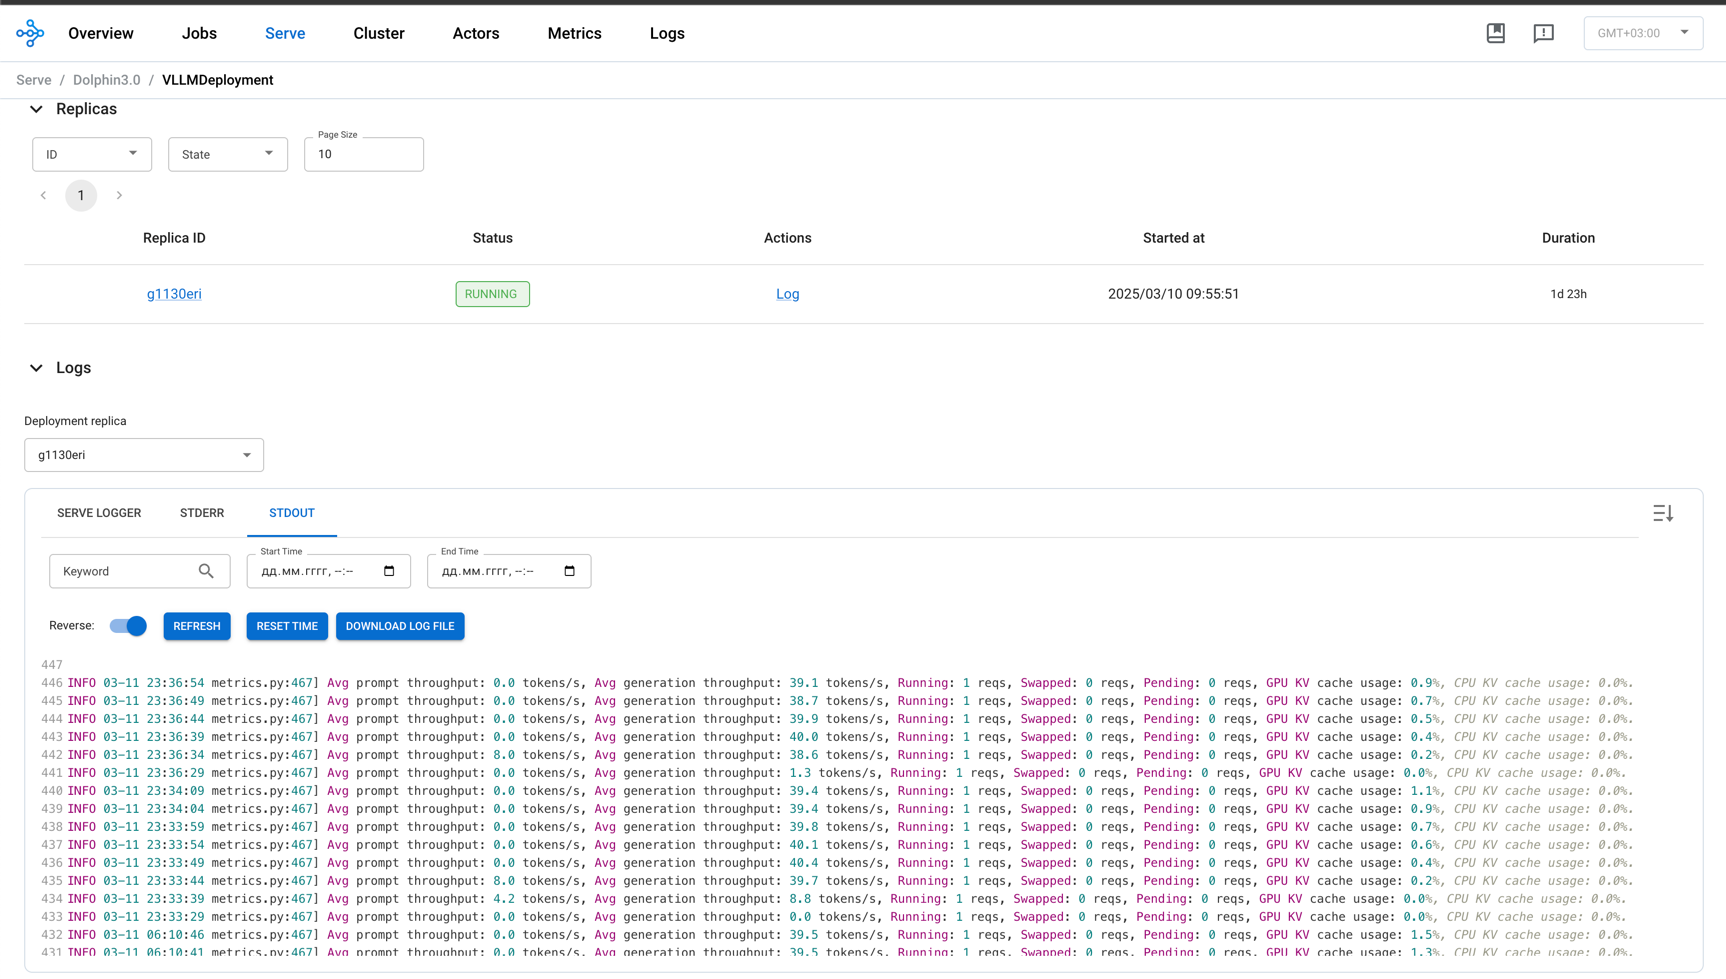 Overview Jobs Serve Cluster Actors Metrics Logs GMT+03:00
Serve / Dolphin3.0 / VLLMDeployment
Replicas
Page Size
ID State 10
1
Replica ID Status Actions Started at Duration
g1130eri RUNNING Log 2025/03/10 09:55:51 1d 23h
Logs
Deployment replica
g1130eri
SERVE LOGGER STDERR STDOUT
Start Time End Time
Keyword дд.мм.гггг, --:-- дд.мм.гггг, --:--
Reverse: REFRESH RESET TIME DOWNLOAD LOG FILE
447
446 INFO 03-11 23:36:54 metrics.py:467] Avg prompt throughput: 0.0 tokens/s, Avg generation throughput: 39.1 tokens/s, Running: 1 reqs, Swapped: 0 reqs, Pending: 0 reqs, GPU KV cache usage: 0.9%, CPU KV cache usage: 0.0%.
445 INFO 03-11 23:36:49 metrics.py:467] Avg prompt throughput: 0.0 tokens/s, Avg generation throughput: 38.7 tokens/s, Running: 1 reqs, Swapped: 0 reqs, Pending: 0 reqs, GPU KV cache usage: 0.7%, CPU KV cache usage: 0.0%.
444 INFO 03-11 23:36:44 metrics.py:467] Avg prompt throughput: 0.0 tokens/s, Avg generation throughput: 39.9 tokens/s, Running: 1 reqs, Swapped: 0 reqs, Pending: 0 reqs, GPU KV cache usage: 0.5%, CPU KV cache usage: 0.0%.
443 INFO 03-11 23:36:39 metrics.py:467] Avg prompt throughput: 0.0 tokens/s, Avg generation throughput: 40.0 tokens/s, Running: 1 reqs, Swapped: 0 reqs, Pending: 0 reqs, GPU KV cache usage: 0.4%, CPU KV cache usage: 0.0%.
442 INFO 03-11 23:36:34 metrics.py:467] Avg prompt throughput: 8.0 tokens/s, Avg generation throughput: 38.6 tokens/s, Running: 1 reqs, Swapped: 0 reqs, Pending: 0 reqs, GPU KV cache usage: 0.2%, CPU KV cache usage: 0.0%.
441 INFO 03-11 23:36:29 metrics.py:467] Avg prompt throughput: 0.0 tokens/s, Avg generation throughput: 1.3 tokens/s, Running: 1 reqs, Swapped: 0 reqs, Pending: 0 reqs, GPU KV cache usage: 0.0%, CPU KV cache usage: 0.0%.
440 INFO 03-11 23:34:09 metrics.py:467] Avg prompt throughput: 0.0 tokens/s, Avg generation throughput: 39.4 tokens/s, Running: 1 reqs, Swapped: 0 reqs, Pending: 0 reqs, GPU KV cache usage: 1.1%, CPU KV cache usage: 0.0%.
439 INFO 03-11 23:34:04 metrics.py:467] Avg prompt throughput: 0.0 tokens/s, Avg generation throughput: 39.4 tokens/s, Running: 1 reqs, Swapped: 0 reqs, Pending: 0 reqs, GPU KV cache usage: 0.9%, CPU KV cache usage: 0.0%.
438 INFO 03-11 23:33:59 metrics.py:467] Avg prompt throughput: 0.0 tokens/s, Avg generation throughput: 39.8 tokens/s, Running: 1 reqs, Swapped: 0 reqs, Pending: 0 reqs, GPU KV cache usage: 0.7%, CPU KV cache usage: 0.0%.
437 INFO 03-11 23:33:54 metrics.py:467] Avg prompt throughput: 0.0 tokens/s, Avg generation throughput: 40.1 tokens/s, Running: 1 reqs, Swapped: 0 reqs, Pending: 0 reqs, GPU KV cache usage: 0.6%, CPU KV cache usage: 0.0%.
436 INFO 03-11 23:33:49 metrics.py:467] Avg prompt throughput: 0.0 tokens/s, Avg generation throughput: 40.4 tokens/s, Running: 1 reqs, Swapped: 0 reqs, Pending: 0 reqs, GPU KV cache usage: 0.4%, CPU KV cache usage: 0.0%.
435 INFO 03-11 23:33:44 metrics.py:467] Avg prompt throughput: 8.0 tokens/s, Avg generation throughput: 39.7 tokens/s, Running: 1 reqs, Swapped: 0 reqs, Pending: 0 reqs, GPU KV cache usage: 0.2%, CPU KV cache usage: 0.0%.
434 INFO 03-11 23:33:39 metrics.py:467] Avg prompt throughput: 4.2 tokens/s, Avg generation throughput: 8.8 tokens/s, Running: 1 reqs, Swapped: 0 reqs, Pending: 0 reqs, GPU KV cache usage: 0.0%, CPU KV cache usage: 0.0%.
433 INFO 03-11 23:33:29 metrics.py:467] Avg prompt throughput: 0.0 tokens/s, Avg generation throughput: 0.0 tokens/s, Running: 1 reqs, Swapped: 0 reqs, Pending: 0 reqs, GPU KV cache usage: 0.0%, CPU KV cache usage: 0.0%.
432 INFO 03-11 06:10:46 metrics.py:467] Avg prompt throughput: 0.0 tokens/s, Avg generation throughput: 39.5 tokens/s, Running: 1 reqs, Swapped: 0 reqs, Pending: 0 reqs, GPU KV cache usage: 1.5%, CPU KV cache usage: 0.0%.
431 INFO 03-11 06:10:41 metrics.py:467] Avg prompt throughput: 0.0 tokens/s, Avg generation throughput: 39.5 tokens/s, Running: 1 reqs, Swapped: 0 reqs, Pending: 0 reqs, GPU KV cache usage: 1.3%, CPU KV cache usage: 0.0%.